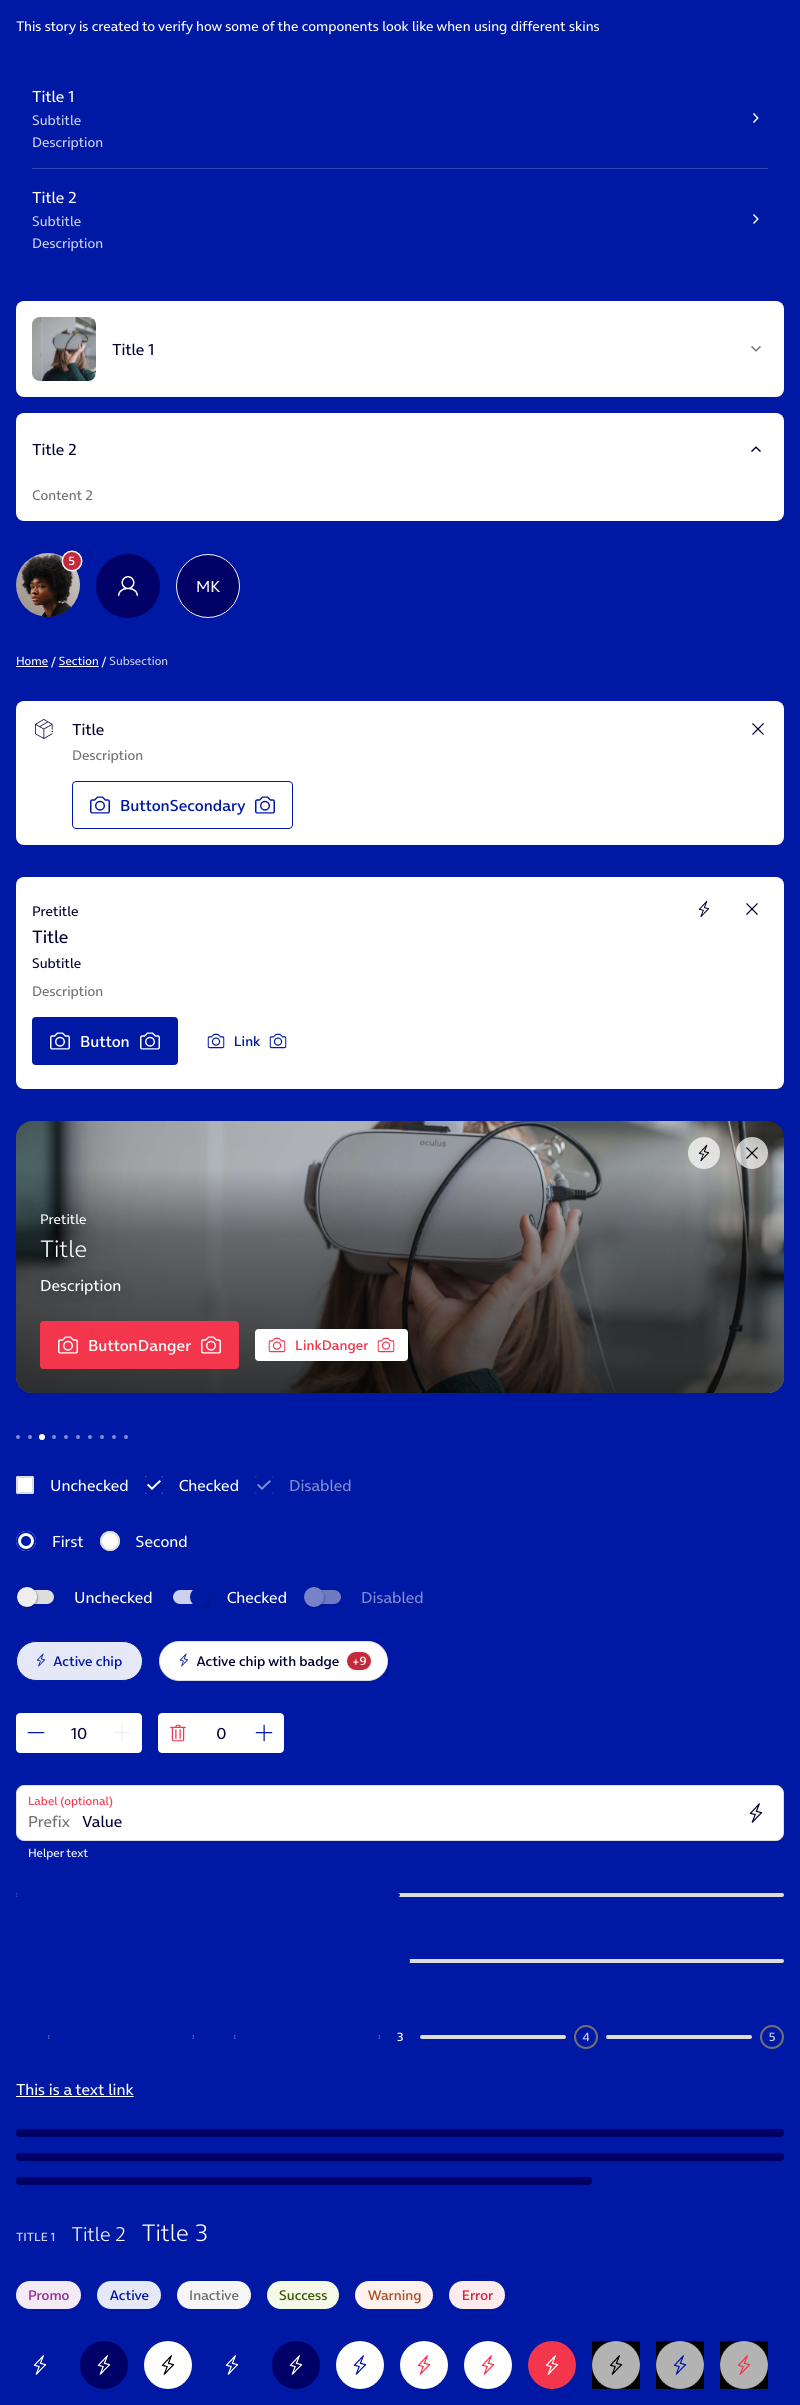 This story is created to verify how some of the components look like when using different skins
Title 1
Subtitle
Description
Title 2
Subtitle
Description
Title 1
Title 2
Content 2
5
MK
Home / Section / Subsection
Title
Description
ButtonSecondary
Pretitle
Title
Subtitle
Description
Button Link
oculus
Pretitle
Title
Description
ButtonDanger LinkDanger
Unchecked Checked Disabled
First Second
Unchecked Checked Disabled
Active chip Active chip with badge +9
10 0
Label (optional)
Prefix Value
Helper text
3 4 5
This is a text link
TITLE 1 Title 2 Title 3
Promo Active Inactive Success Warning Error